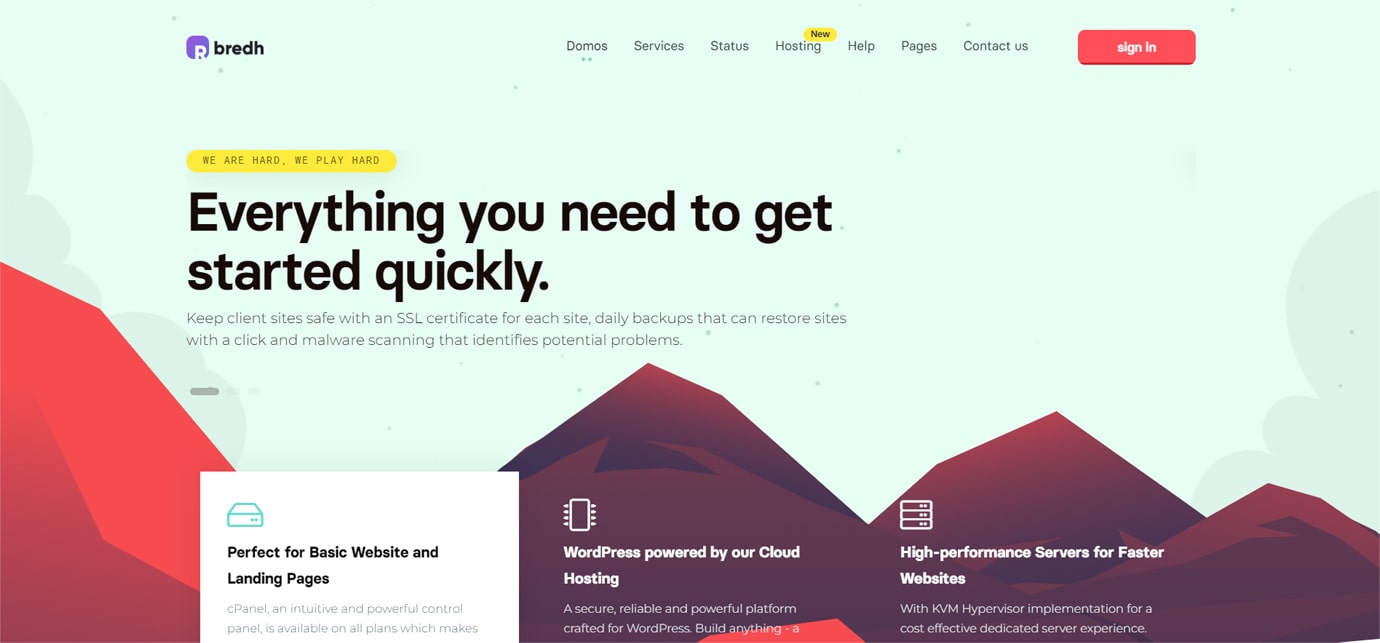 bredh
Domos Services Status Hosting New Help Pages Contact us sign in
WE ARE HARD, WE PLAY HARD
Everything you need to get
started quickly.
Keep client sites safe with an SSL certificate for each site, daily backups that can restore sites
with a click and malware scanning that identifies potential problems.
Perfect for Basic Website and
Landing Pages
cPanel, an intuitive and powerful control
panel, is available on all plans which makes
WordPress powered by our Cloud
Hosting
A secure, reliable and powerful platform
crafted for WordPress. Build anything - a
High-performance Servers for Faster
Websites
With KVM Hypervisor implementation for a
cost effective dedicated server experience.